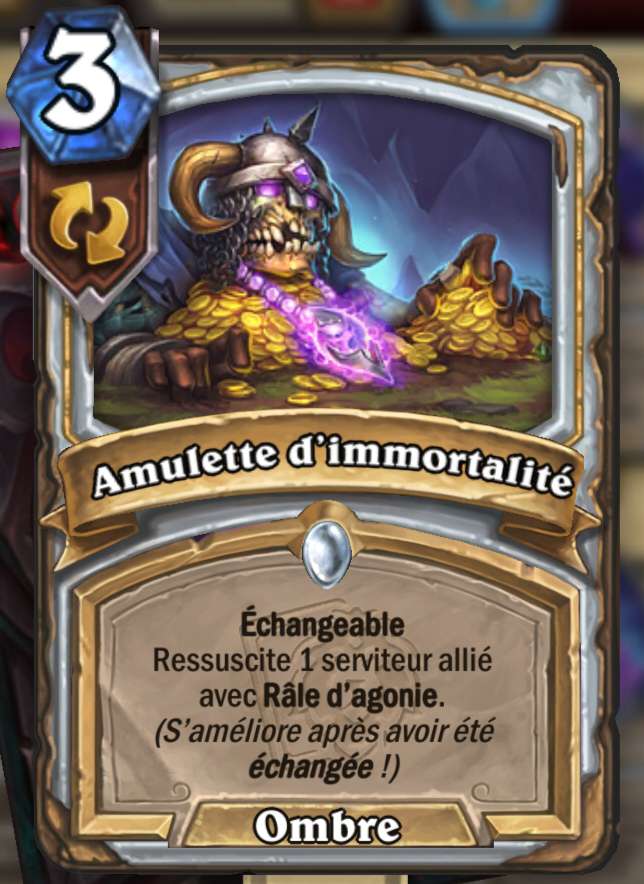 3
Amulette d'immortalité
Échangeable
Ressuscite 1 serviteur allié
avec Râle d'agonie.
(S'améliore après avoir été
échangée !)
Ombre